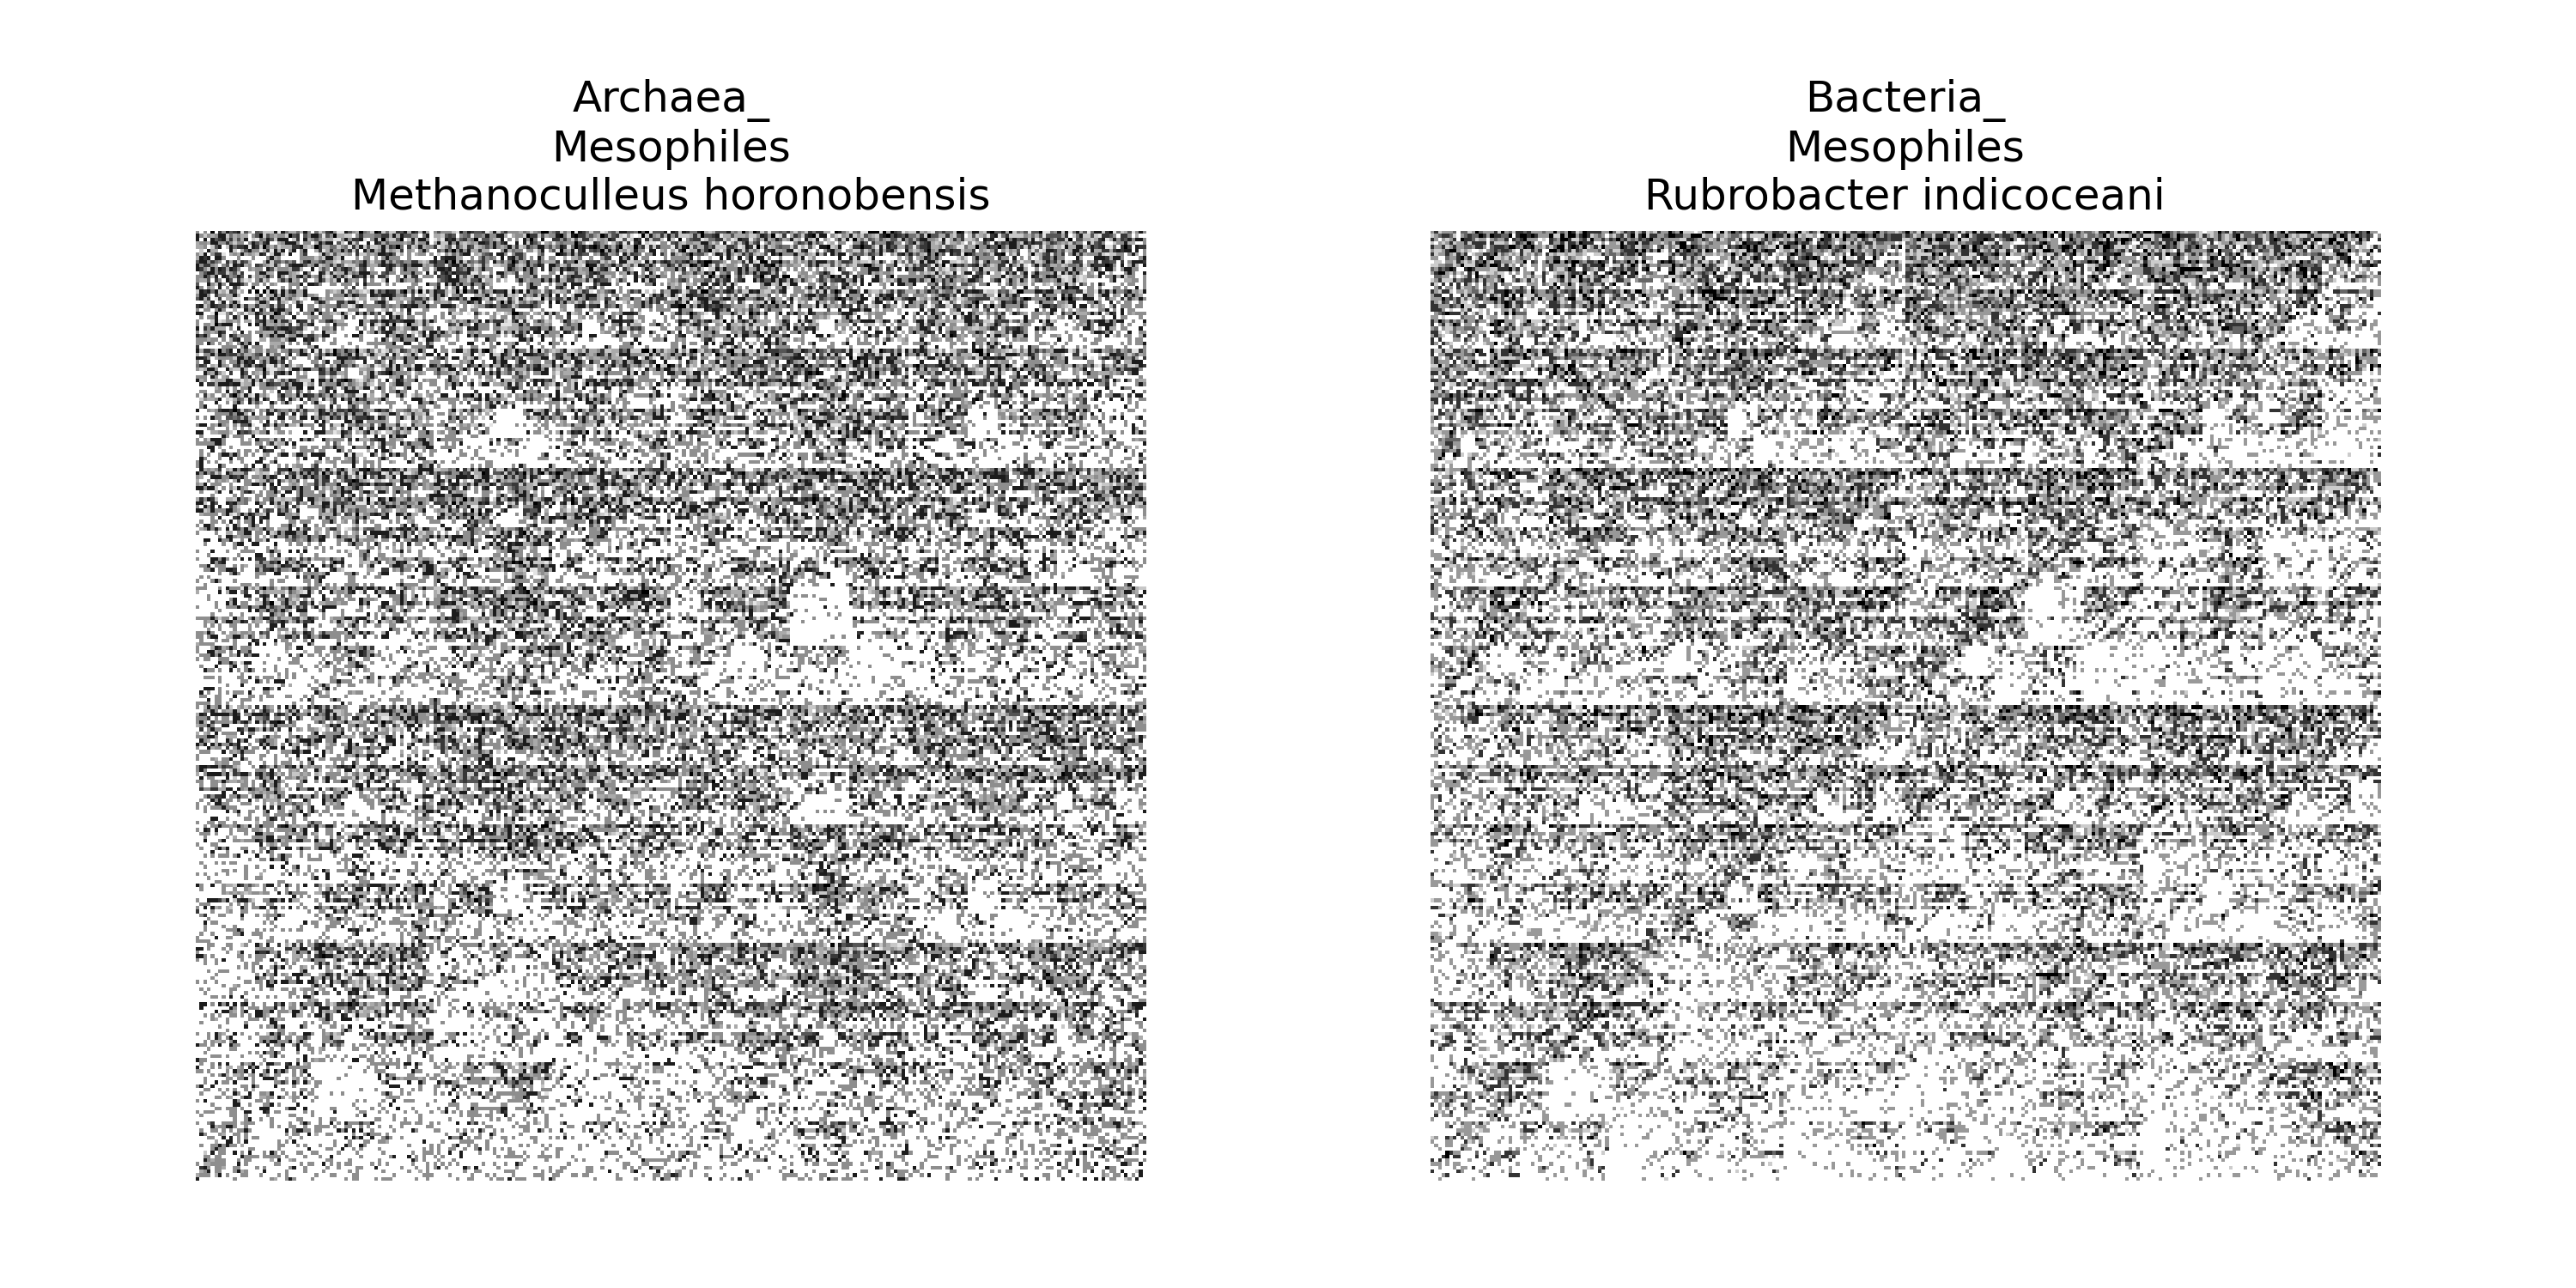 Archaea_
Mesophiles
Methanoculleus horonobensis
Bacteria_
Mesophiles
Rubrobacter indicoceani